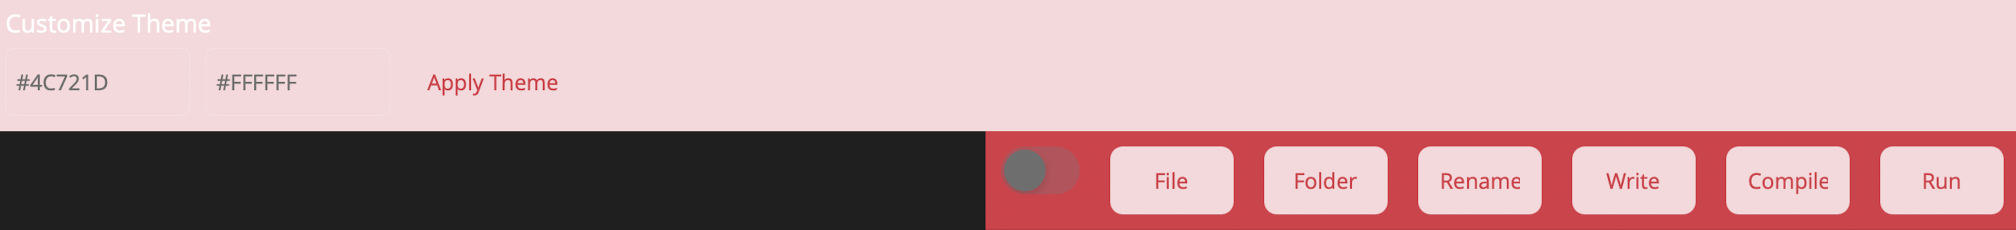 Customize Theme
#4C721D #FFFFFF Apply Theme
File Folder Rename Write Compile Run